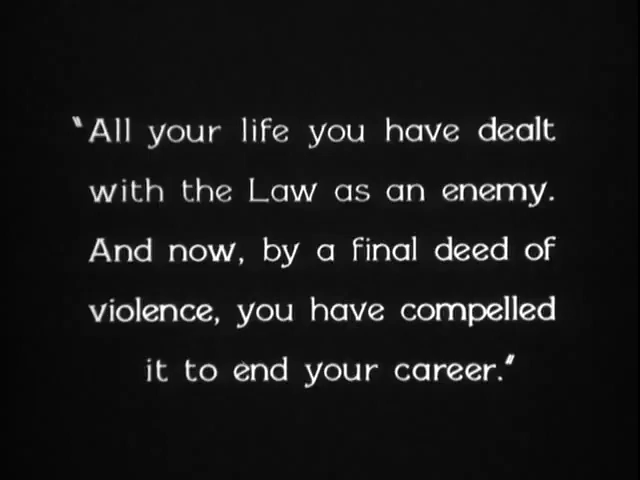 "All your life you have dealt
with the Law as an enemy.
And now, by a final deed of
violence, you have compelled
it to end your career."